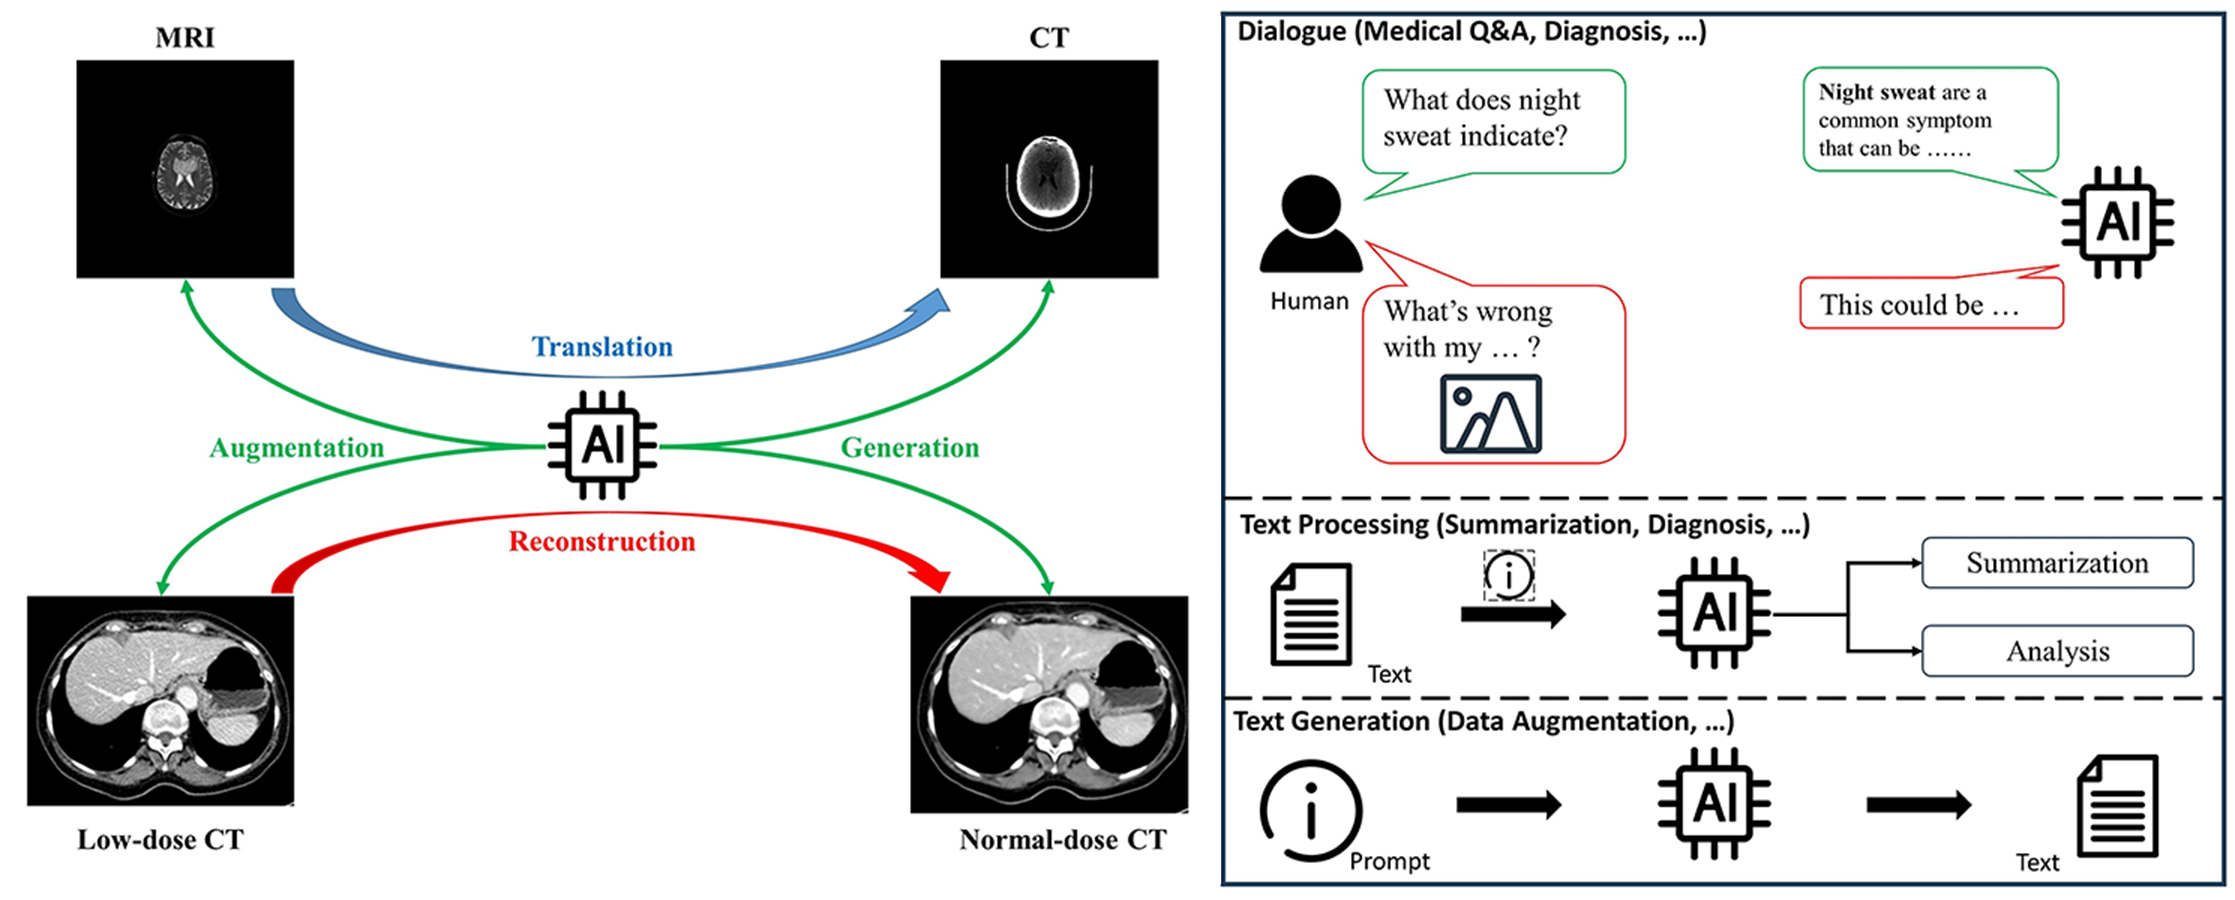 MRI
CT
Translation
AI
Augmentation
Generation
Reconstruction
Low-dose CT
Normal-dose CT
Dialogue (Medical Q&A, Diagnosis, ...)
What does night
sweat indicate?
Night sweat are a
common symptom
that can be ......
AI
Human
What's wrong
with my ... ?
This could be ...
Text Processing (Summarization, Diagnosis, ...)
i
Text
AI
Summarization
Analysis
Text Generation (Data Augmentation, ...)
i
Prompt
AI
Text